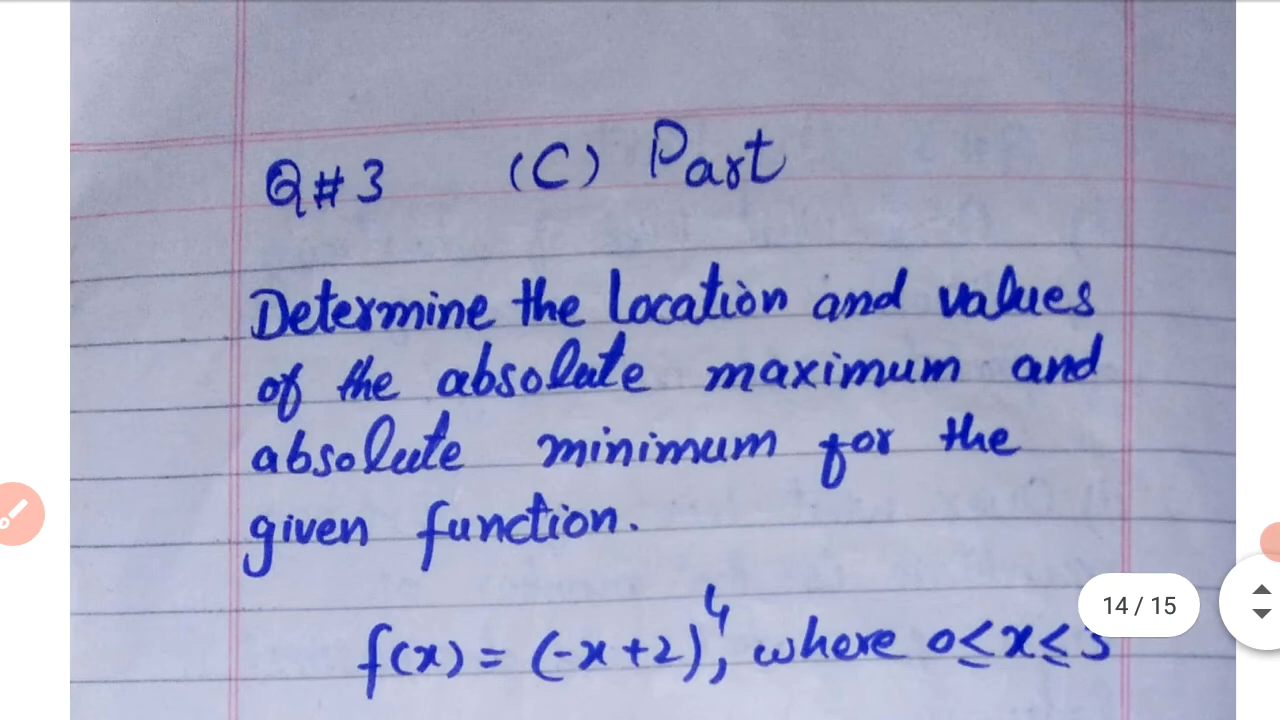 Q#3 (C) Part
Determine the location and values
of the absolute maximum and
absolute minimum for the
given function.
f(x) = (-x+2)⁴, where 0≤x≤3
14 / 15